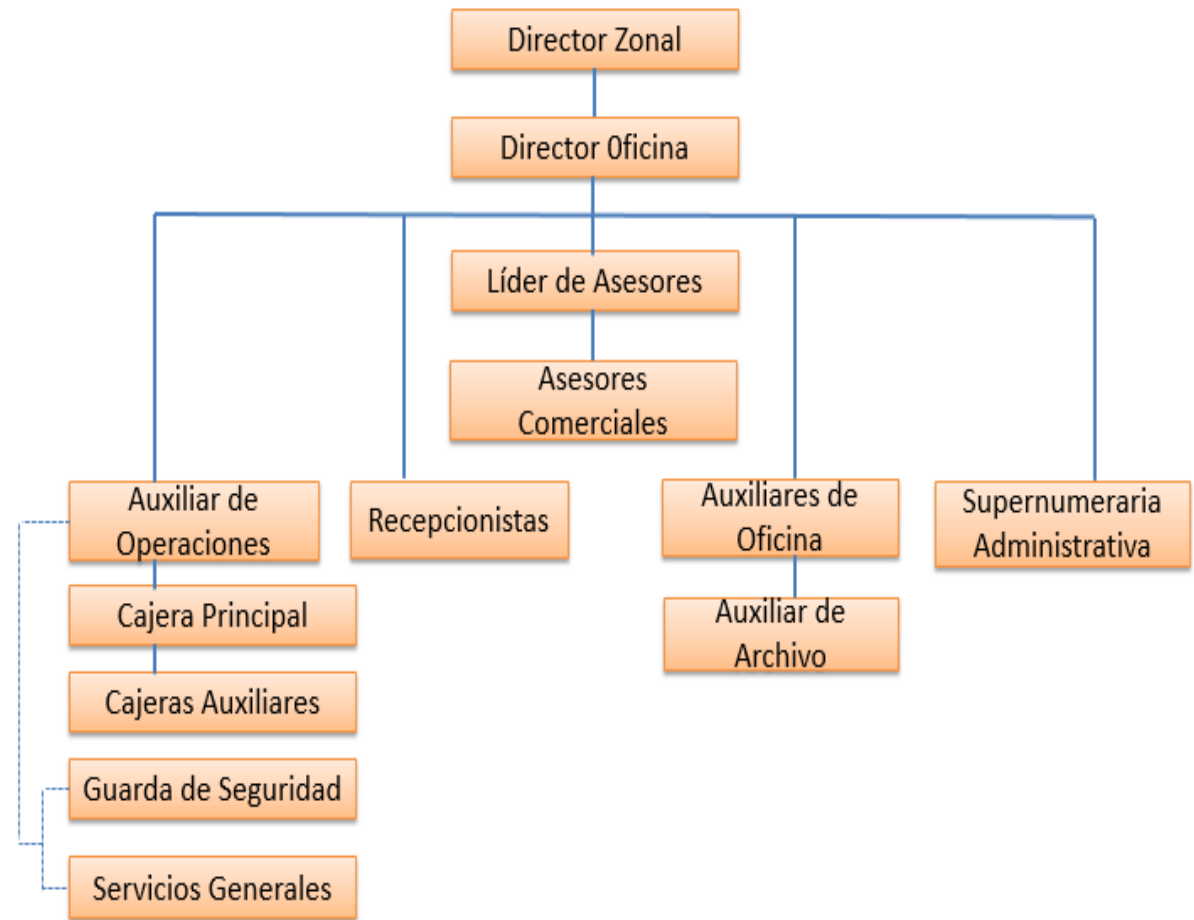 Director Zonal
Director Oficina
Líder de Asesores
Asesores
Comerciales
Auxiliar de
Operaciones
Recepcionistas
Auxiliares de
Oficina
Supernumeraria
Administrativa
Cajera Principal
Auxiliar de
Archivo
Cajeras Auxiliares
Guarda de Seguridad
Servicios Generales